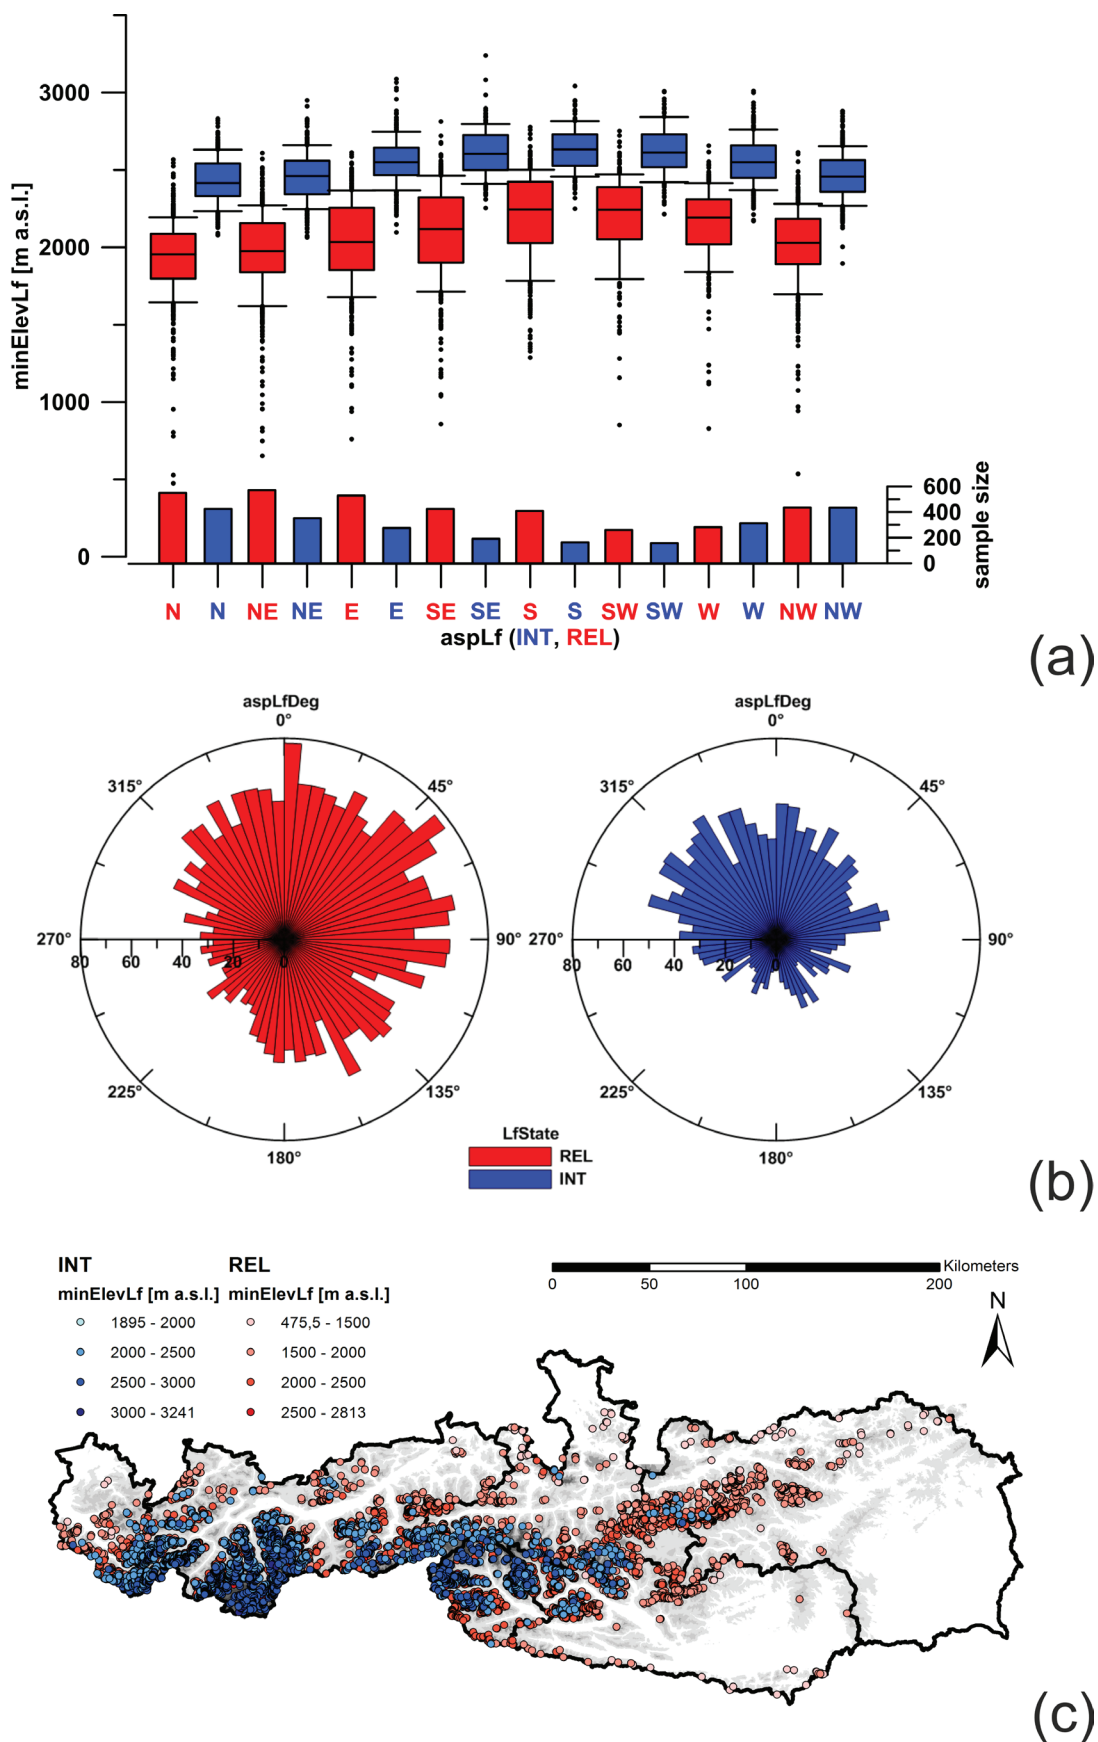 3000
2000
1000
0
minElevLf [m a.s.l.]
600
400
200
0
sample size
N N NE NE E E SE SE S S SW SW W W NW NW
aspLf (INT, REL)
(a)
aspLfDeg
0°
45°
90°
135°
180°
225°
270°
315°
80 60 40 20 0
aspLfDeg
0°
45°
90°
135°
180°
225°
270°
315°
80 60 40 20 0
LfState
REL
INT
(b)
INT REL
minElevLf [m a.s.l.] minElevLf [m a.s.l.]
1895 - 2000 475,5 - 1500
2000 - 2500 1500 - 2000
2500 - 3000 2000 - 2500
3000 - 3241 2500 - 2813
Kilometers
0 50 100 200
N
(c)